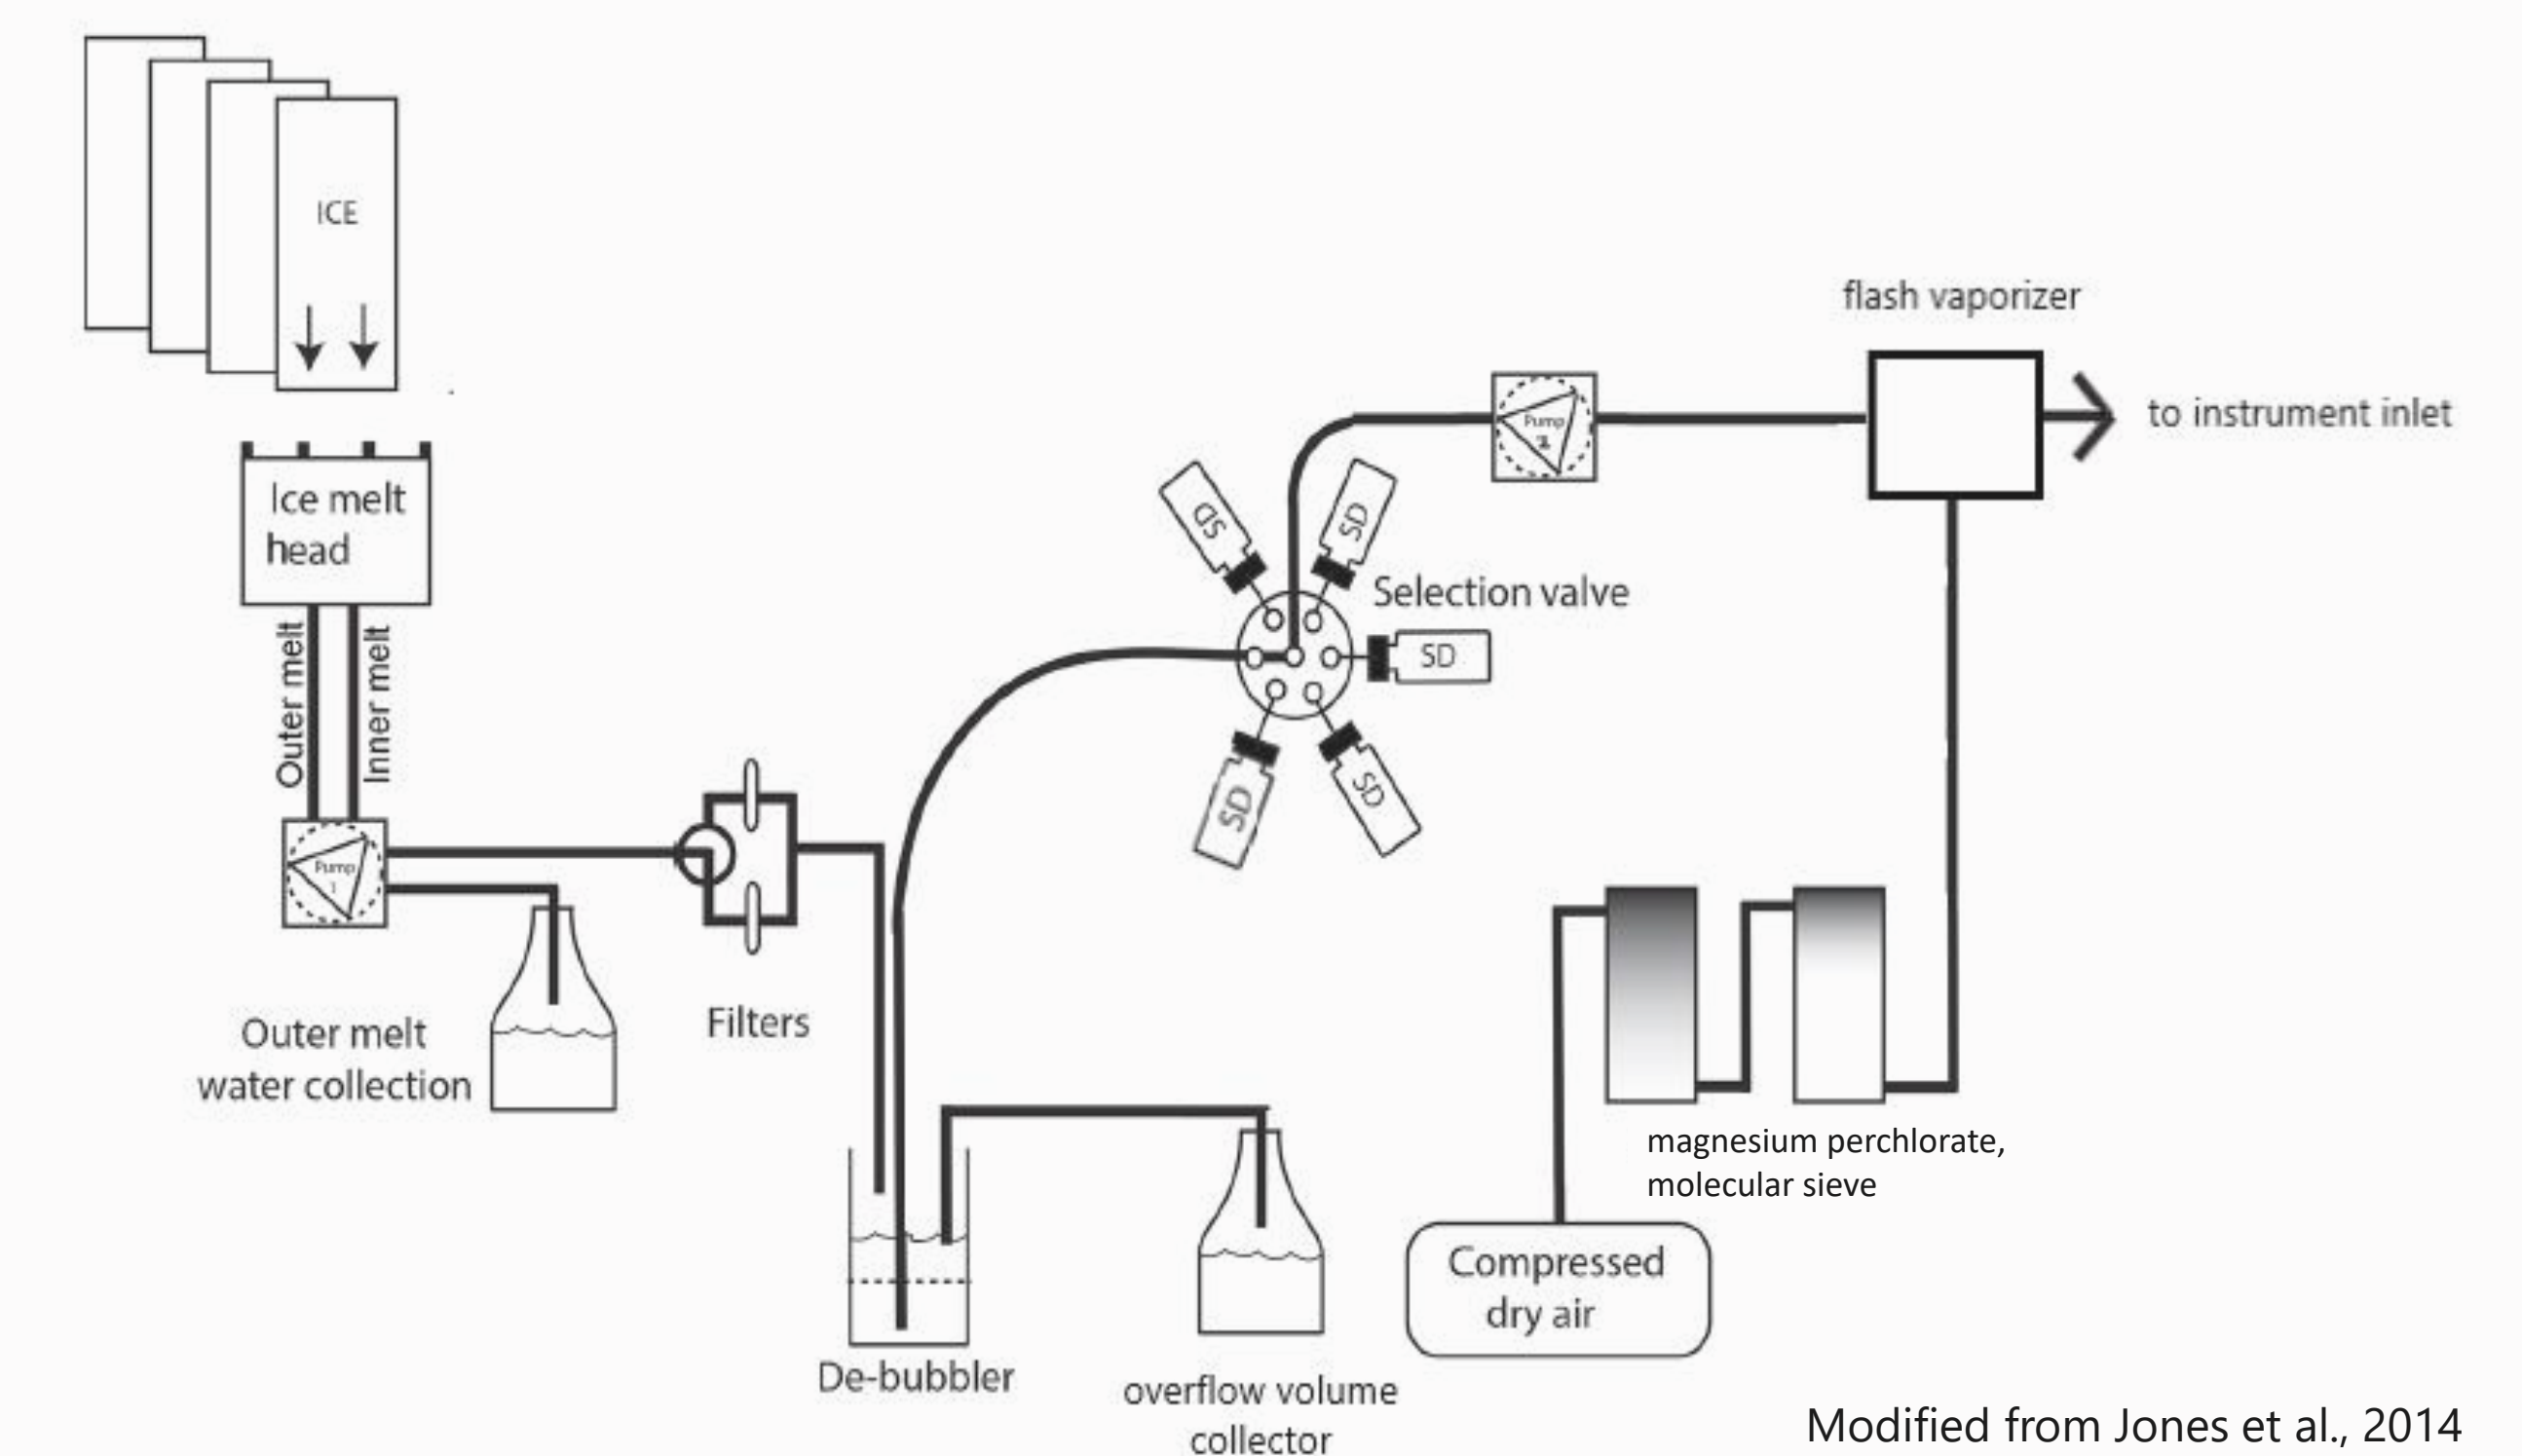 ICE
Ice melt
head
Outer melt
Inner melt
Pump
1
Outer melt
water collection
Filters
De-bubbler
overflow volume
collector
SD
SD
SD
SD
SD
Selection valve
Pump
flash vaporizer
to instrument inlet
magnesium perchlorate,
molecular sieve
Compressed
dry air
Modified from Jones et al., 2014